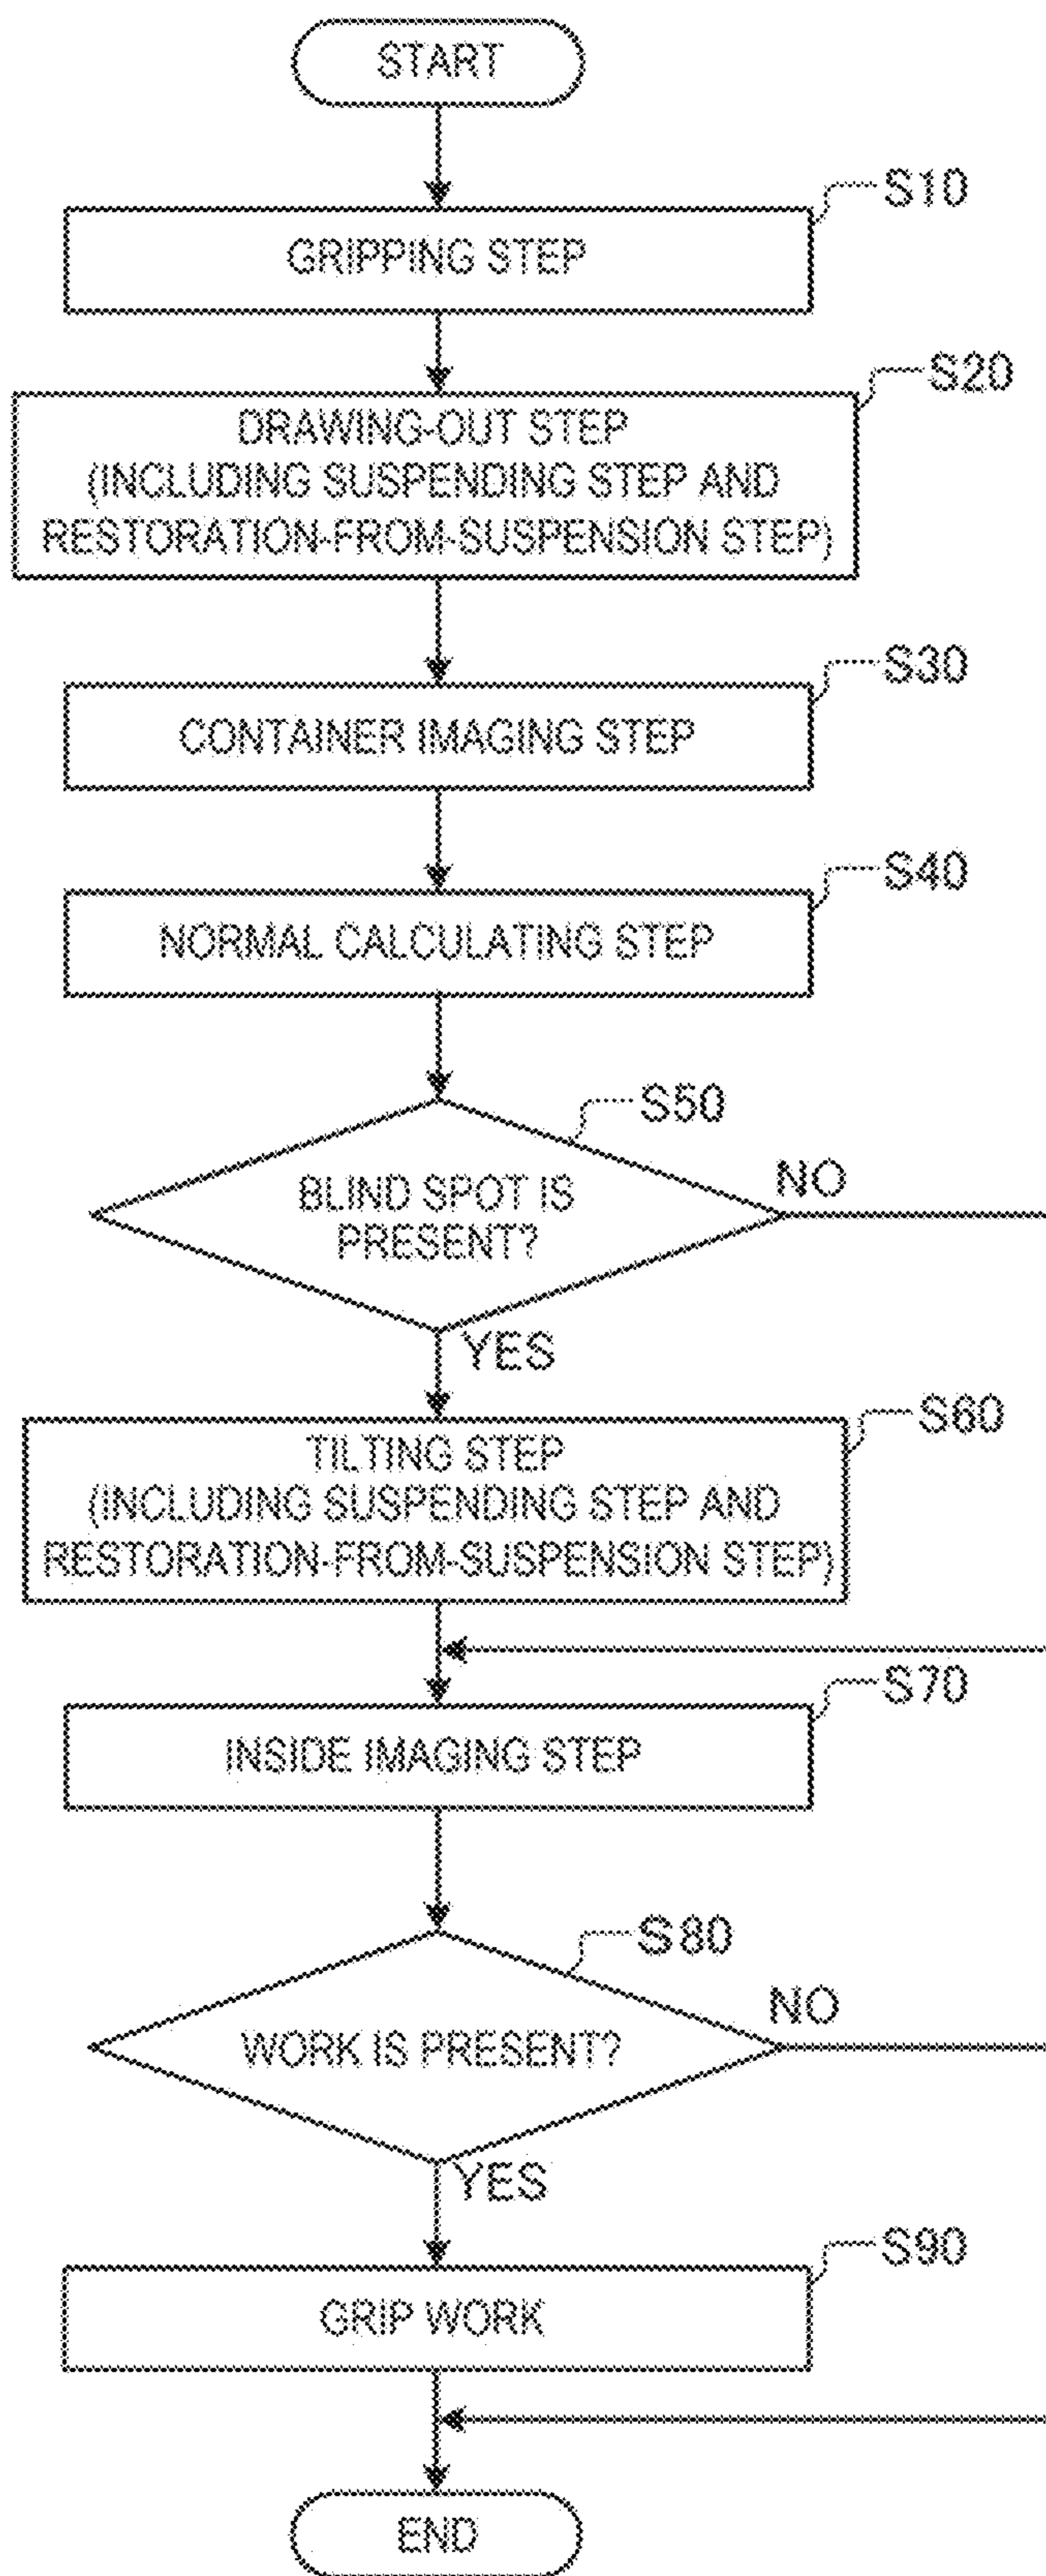 START
S10
GRIPPING STEP
S20
DRAWING-OUT STEP
(INCLUDING SUSPENDING STEP AND
RESTORATION-FROM-SUSPENSION STEP)
S30
CONTAINER IMAGING STEP
S40
NORMAL CALCULATING STEP
S50
BLIND SPOT IS
PRESENT?
NO
YES
S60
TILTING STEP
(INCLUDING SUSPENDING STEP AND
RESTORATION-FROM-SUSPENSION STEP)
S70
INSIDE IMAGING STEP
S80
WORK IS PRESENT?
NO
YES
S90
GRIP WORK
END